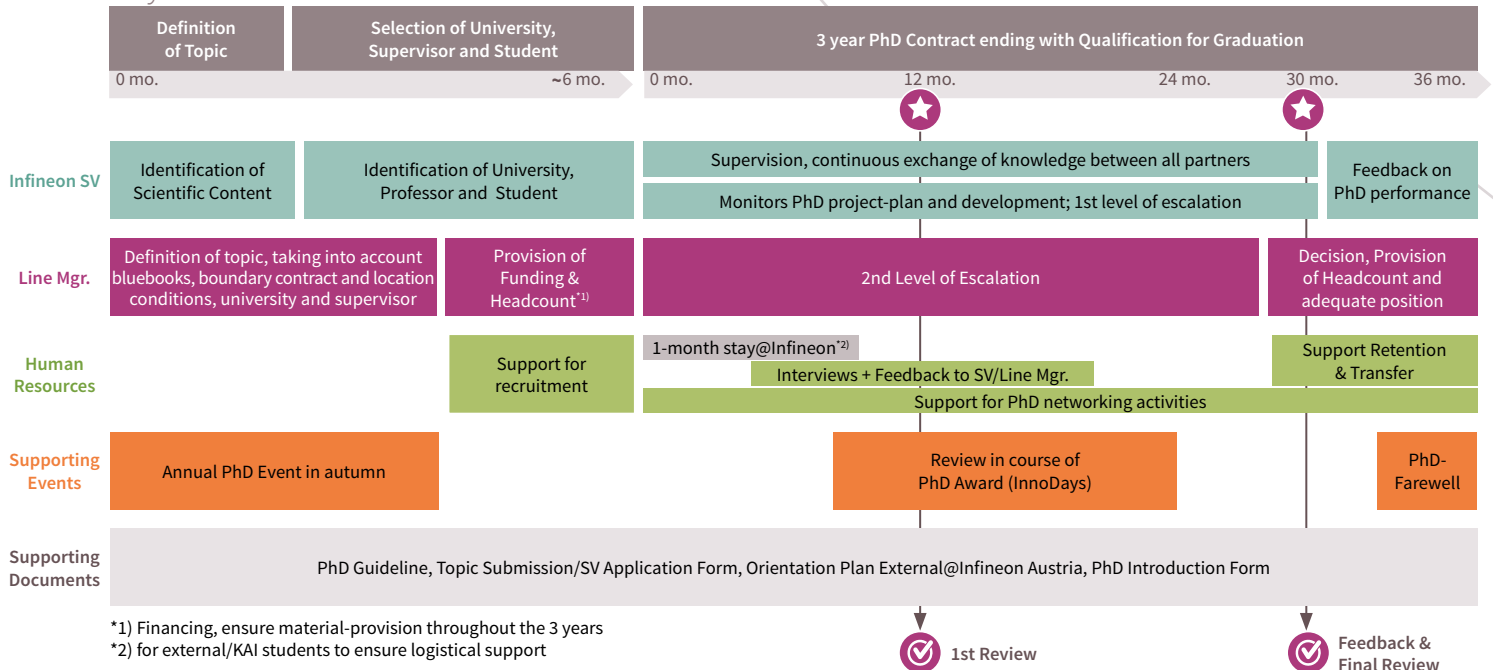 Definition
of Topic
Selection of University,
Supervisor and Student
3 year PhD Contract ending with Qualification for Graduation
0 mo.
~6 mo.
0 mo.
12 mo.
24 mo.
30 mo.
36 mo.
Infineon SV
Identification of
Scientific Content
Identification of University,
Professor and Student
Supervision, continuous exchange of knowledge between all partners
Monitors PhD project-plan and development; 1st level of escalation
Feedback on
PhD performance
Line Mgr.
Definition of topic, taking into account
bluebooks, boundary contract and location
conditions, university and supervisor
Provision of
Funding &
Headcount*1)
2nd Level of Escalation
Decision, Provision
of Headcount and
adequate position
Human
Resources
Support for
recruitment
1-month stay@Infineon*2)
Interviews + Feedback to SV/Line Mgr.
Support for PhD networking activities
Support Retention
& Transfer
Supporting
Events
Annual PhD Event in autumn
Review in course of
PhD Award (InnoDays)
PhD-
Farewell
Supporting
Documents
PhD Guideline, Topic Submission/SV Application Form, Orientation Plan External@Infineon Austria, PhD Introduction Form
*1) Financing, ensure material-provision throughout the 3 years
*2) for external/KAI students to ensure logistical support
1st Review
Feedback &
Final Review